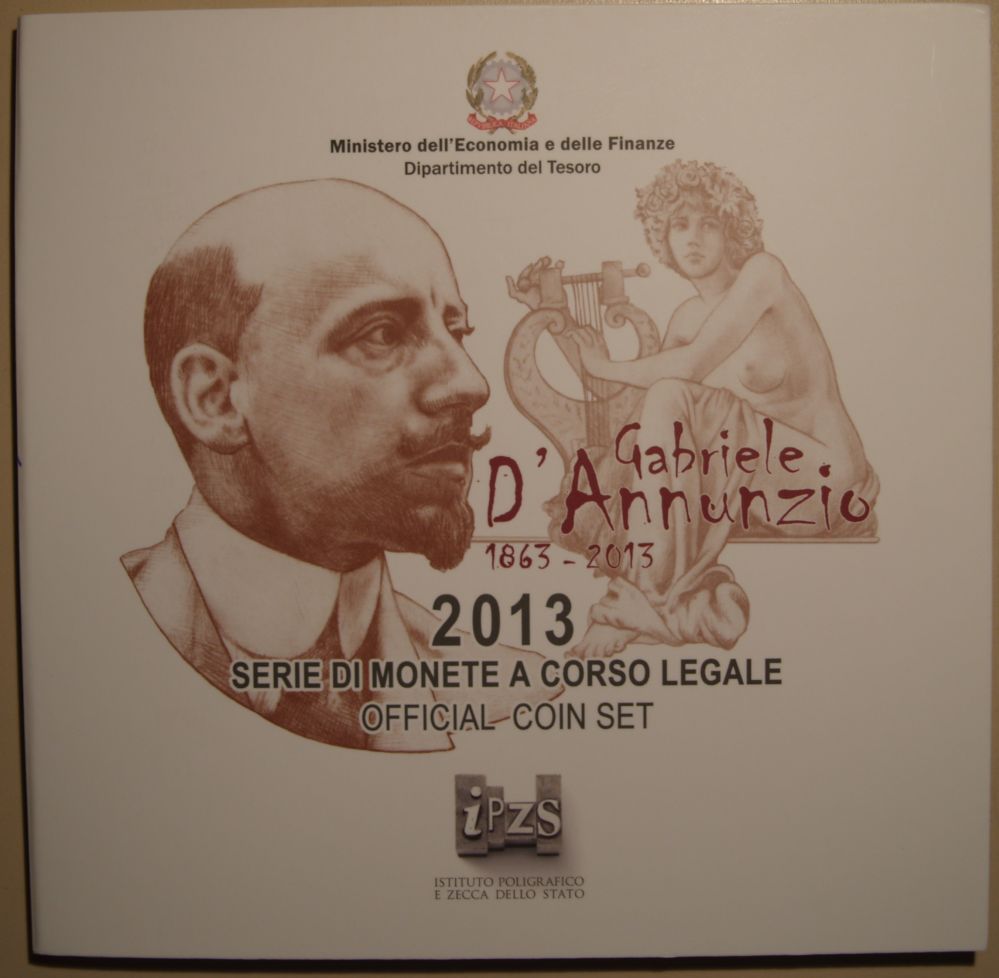 Ministero dell'Economia e delle Finanze
Dipartimento del Tesoro
Gabriele
D'Annunzio
1863 - 2013
2013
SERIE DI MONETE A CORSO LEGALE
OFFICIAL COIN SET
iPZS
ISTITUTO POLIGRAFICO
E ZECCA DELLO STATO